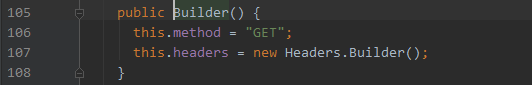 105 public Builder() {
106 this.method = "GET";
107 this.headers = new Headers.Builder();
108 }